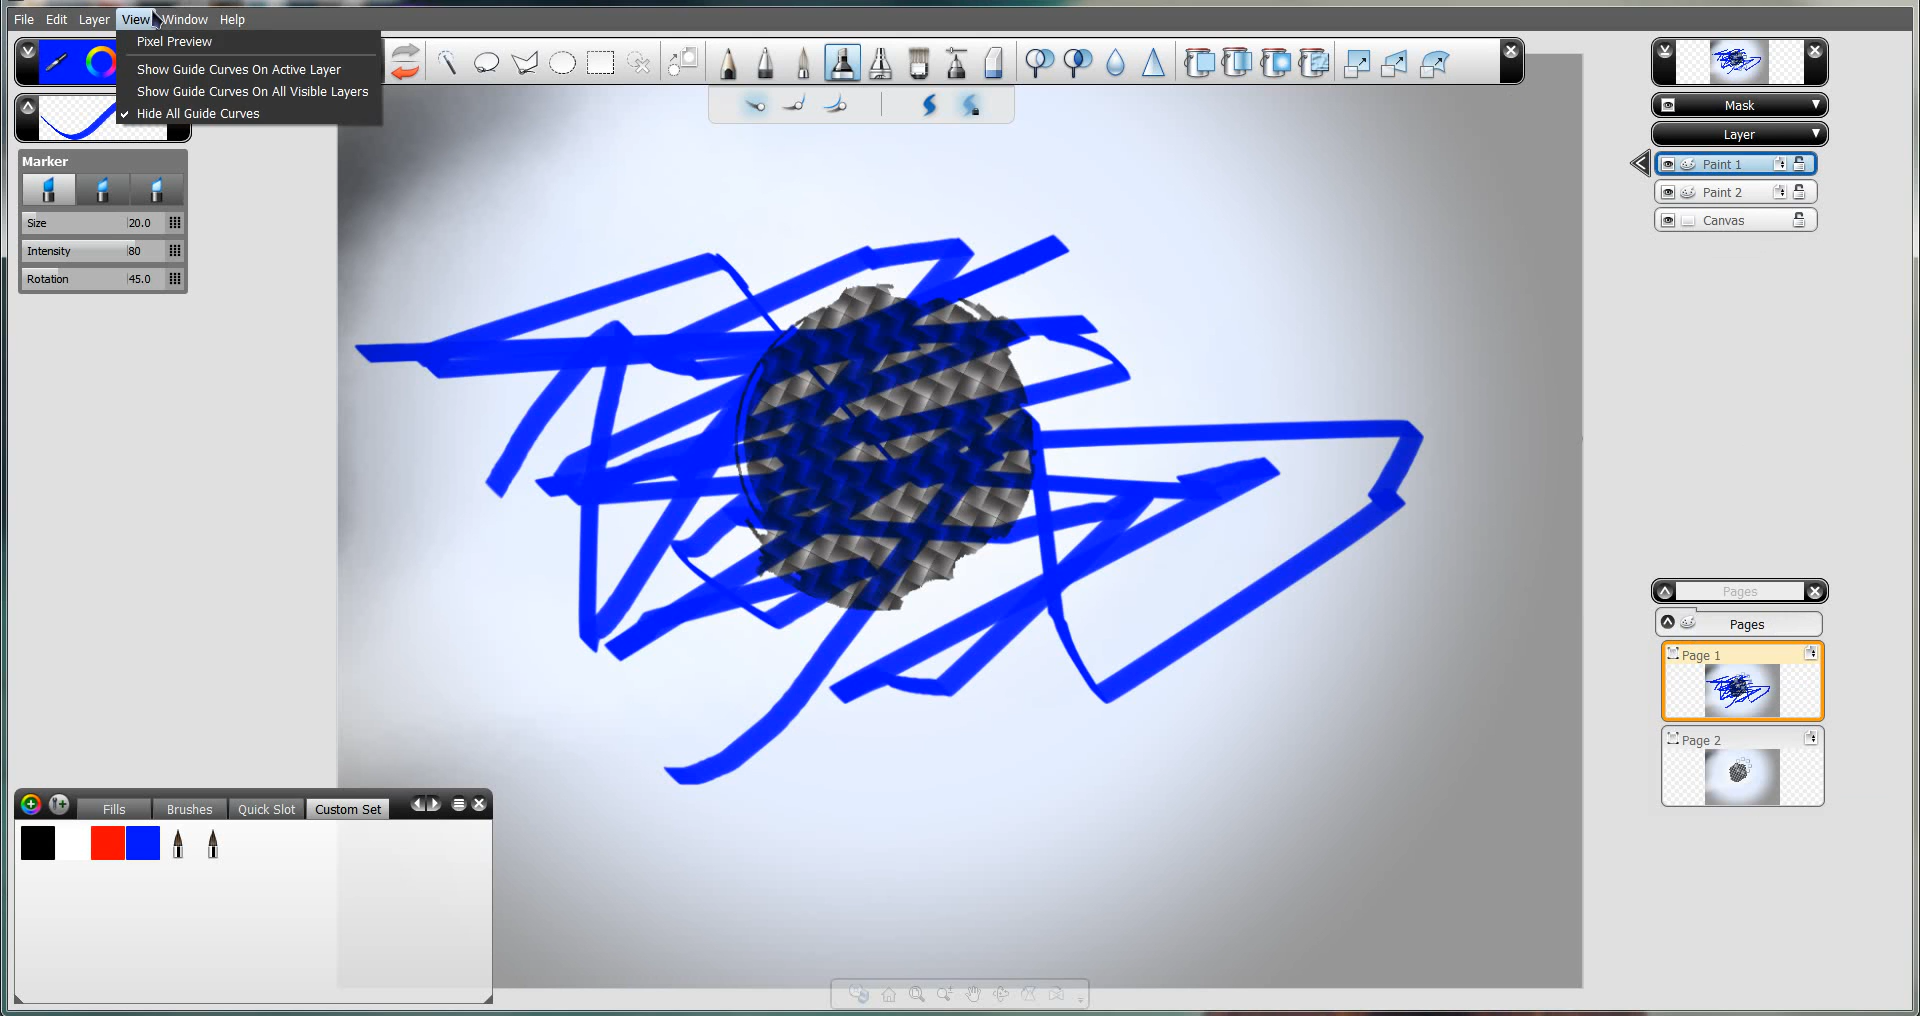 File Edit Layer View Window Help
Pixel Preview
Show Guide Curves On Active Layer
Show Guide Curves On All Visible Layers
Hide All Guide Curves
Marker
Size 20.0
Intensity 80
Rotation 45.0
Mask
Layer
Paint 1
Paint 2
Canvas
Pages
Pages
Page 1
Page 2
Fills Brushes Quick Slot Custom Set